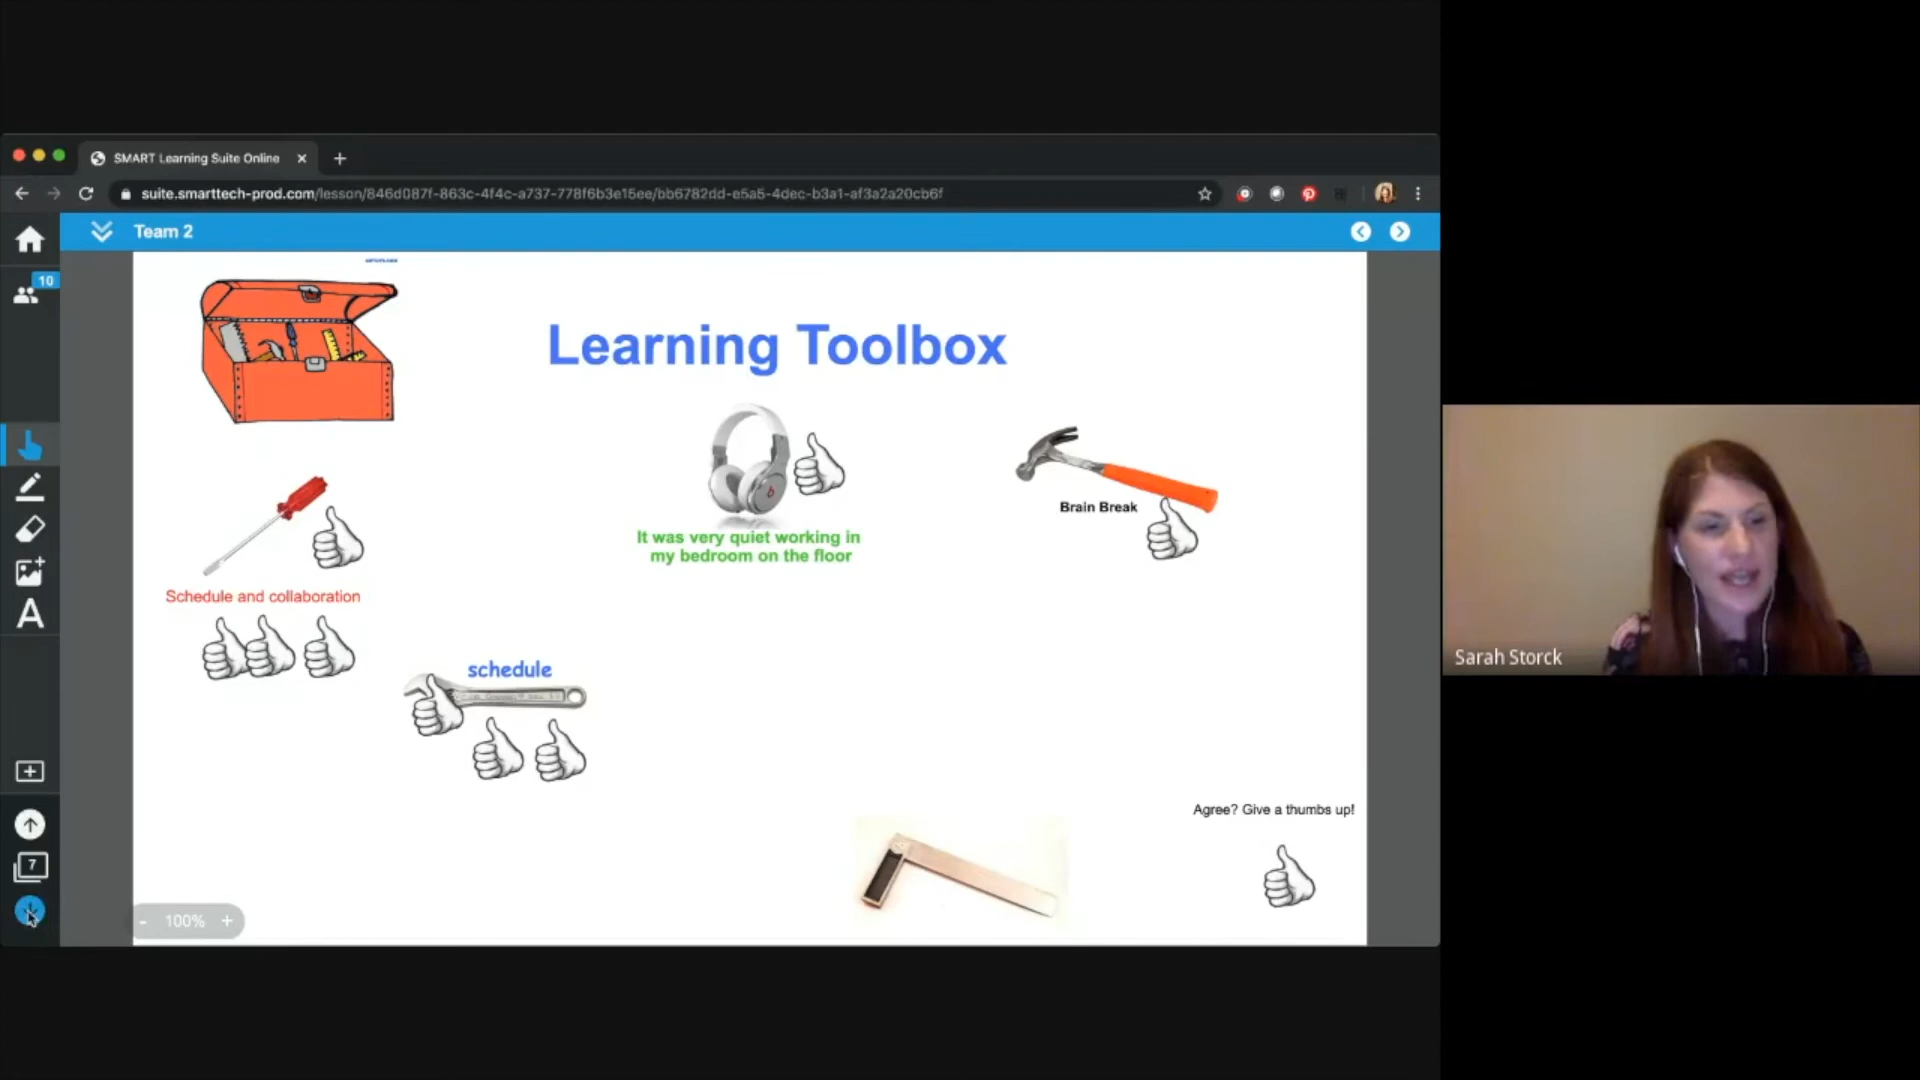 SMART Learning Suite Online
suite.smarttech-prod.com/lesson/846d087f-863c-4f4c-a737-778f6b3e15ee/bb6782dd-e5a5-4dec-b3a1-af3a2a20cb6f
Team 2
10
Learning Toolbox
It was very quiet working in
my bedroom on the floor
Brain Break
Schedule and collaboration
schedule
Agree? Give a thumbs up!
A
7
- 100% +
Sarah Storck